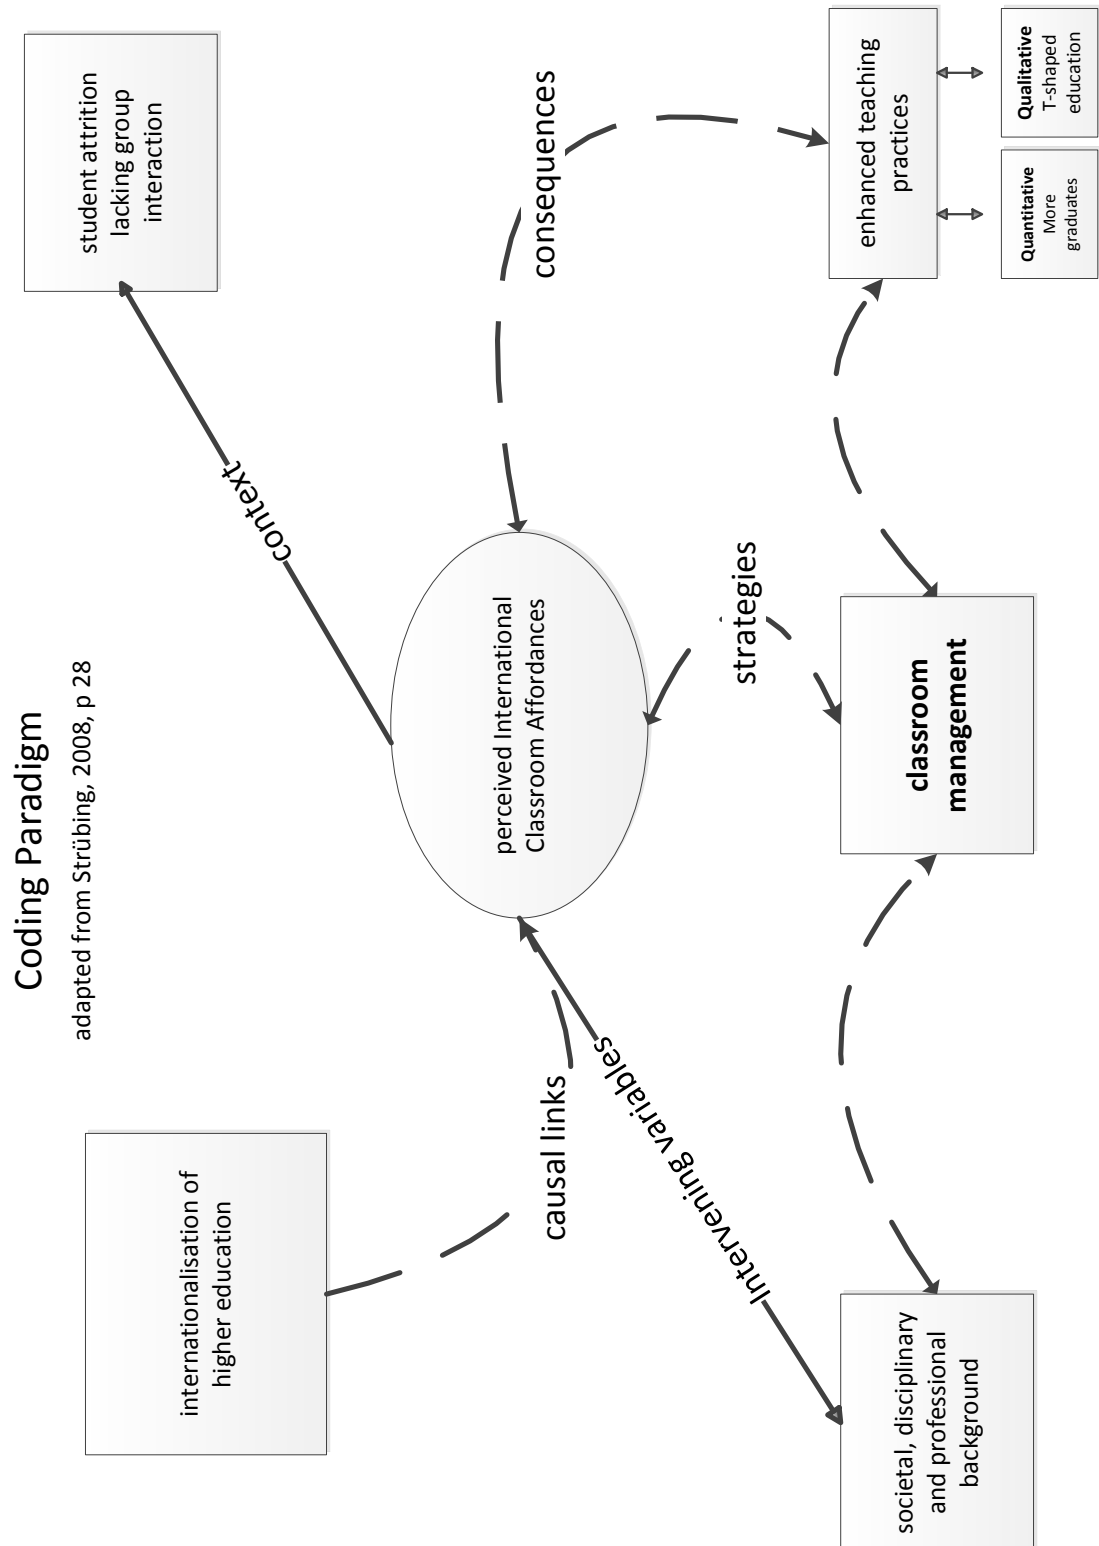 Coding Paradigm
adapted from Strübing, 2008, p 28
internationalisation of
higher education
student attrition
lacking group
interaction
context
causal links
perceived International
Classroom Affordances
consequences
Intervening variables
strategies
societal, disciplinary
and professional
background
classroom
management
enhanced teaching
practices
Quantitative
More
graduates
Qualitative
T-shaped
education